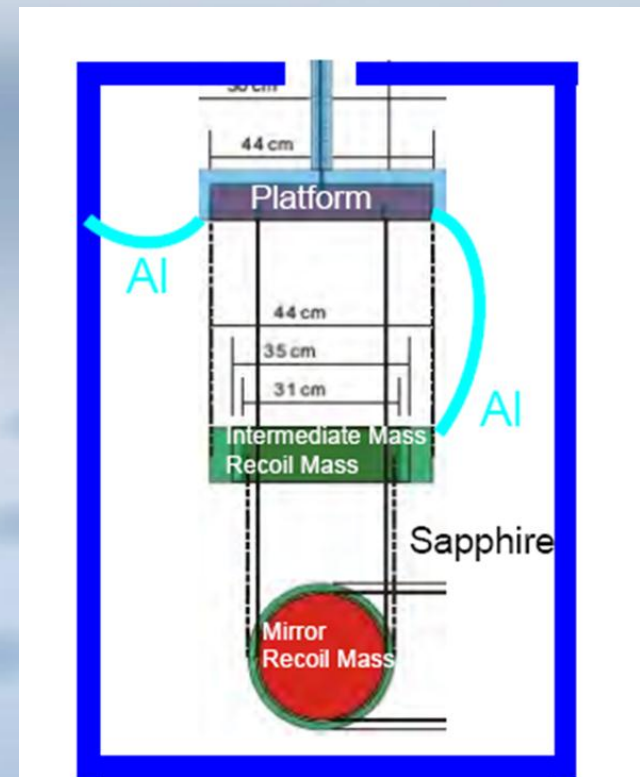 44 cm
Platform
Al
44 cm
35 cm
31 cm
Al
Intermediate Mass
Recoil Mass
Sapphire
Mirror
Recoil Mass